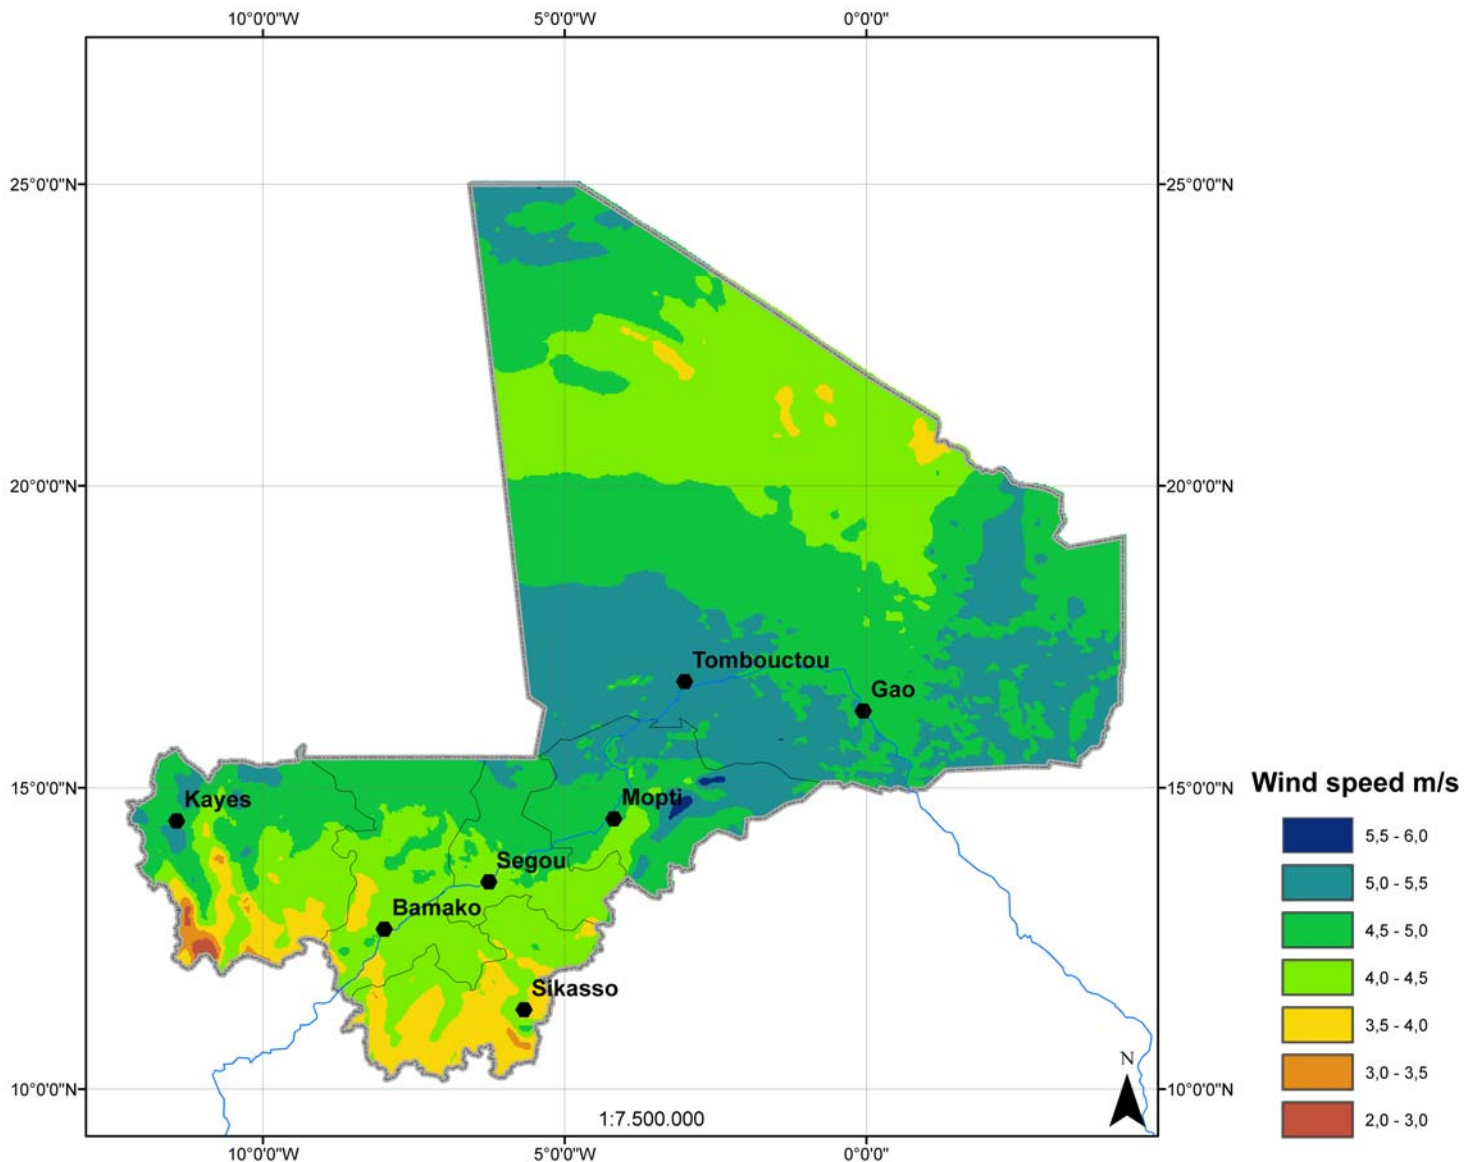 10°0'0"W 5°0'0"W 0°0'0"
25°0'0"N 25°0'0"N
20°0'0"N 20°0'0"N
Tombouctou
Gao
15°0'0"N 15°0'0"N
Kayes
Mopti
Segou
Bamako
Sikasso
10°0'0"N 10°0'0"N
1:7.500.000
N
10°0'0"W 5°0'0"W 0°0'0"
Wind speed m/s
5,5 - 6,0
5,0 - 5,5
4,5 - 5,0
4,0 - 4,5
3,5 - 4,0
3,0 - 3,5
2,0 - 3,0